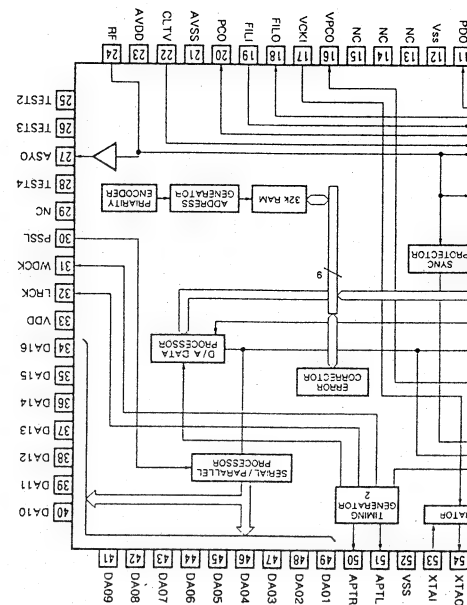 RF
AVDD
CLTV
AVSS
PCO
FILI
FILO
VCKI
VPCO
NC
NC
NC
Vss
PDO
24
23
22
21
20
19
18
17
16
15
14
13
12
11
TEST2 25
TEST3 26
ASYO 27
TEST4 28
NC 29
PSSL 30
WDCK 31
LRCK 32
VDD 33
DA16 34
DA15 35
DA14 36
DA13 37
DA12 38
DA11 39
DA10 40
PRIORITY
ENCODER
ADDRESS
GENERATOR
32k RAM
SYNC
PROTECTOR
D/A DATA
PROCESSOR
ERROR
CORRECTOR
SERIAL/PARALLEL
PROCESSOR
TIMING
GENERATOR
2
41
42
43
44
45
46
47
48
49
50
51
52
53
54
DA09
DA08
DA07
DA06
DA05
DA04
DA03
DA02
DA01
APTR
APTL
VSS
XTAI